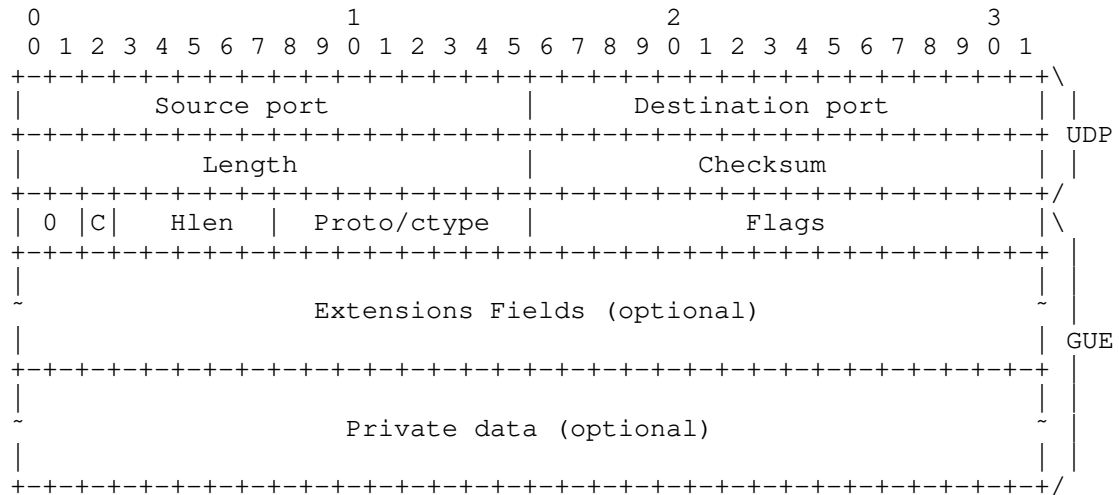 0                   1                   2                   3
 0 1 2 3 4 5 6 7 8 9 0 1 2 3 4 5 6 7 8 9 0 1 2 3 4 5 6 7 8 9 0 1
+-+-+-+-+-+-+-+-+-+-+-+-+-+-+-+-+-+-+-+-+-+-+-+-+-+-+-+-+-+-+-+-+\
|        Source port            |      Destination port         | |
+-+-+-+-+-+-+-+-+-+-+-+-+-+-+-+-+-+-+-+-+-+-+-+-+-+-+-+-+-+-+-+-+ UDP
|           Length              |          Checksum             | |
+-+-+-+-+-+-+-+-+-+-+-+-+-+-+-+-+-+-+-+-+-+-+-+-+-+-+-+-+-+-+-+-+/
| 0 |C|   Hlen  |  Proto/ctype  |             Flags             |\
+-+-+-+-+-+-+-+-+-+-+-+-+-+-+-+-+-+-+-+-+-+-+-+-+-+-+-+-+-+-+-+-+ |
|                                                               | |
~                  Extensions Fields (optional)                 ~ |
|                                                               | GUE
+-+-+-+-+-+-+-+-+-+-+-+-+-+-+-+-+-+-+-+-+-+-+-+-+-+-+-+-+-+-+-+-+ |
|                                                               | |
~                    Private data (optional)                    ~ |
|                                                               | |
+-+-+-+-+-+-+-+-+-+-+-+-+-+-+-+-+-+-+-+-+-+-+-+-+-+-+-+-+-+-+-+-+/